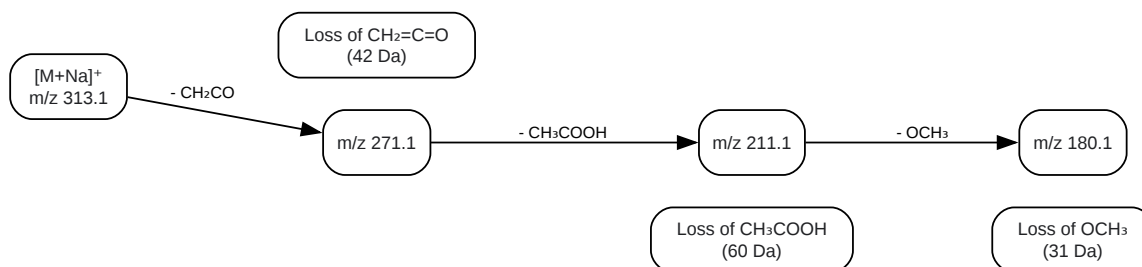 Loss of CH₂=C=O
(42 Da)
[M+Na]⁺
m/z 313.1
- CH₂CO
m/z 271.1
- CH₃COOH
m/z 211.1
- OCH₃
m/z 180.1
Loss of CH₃COOH
(60 Da)
Loss of OCH₃
(31 Da)